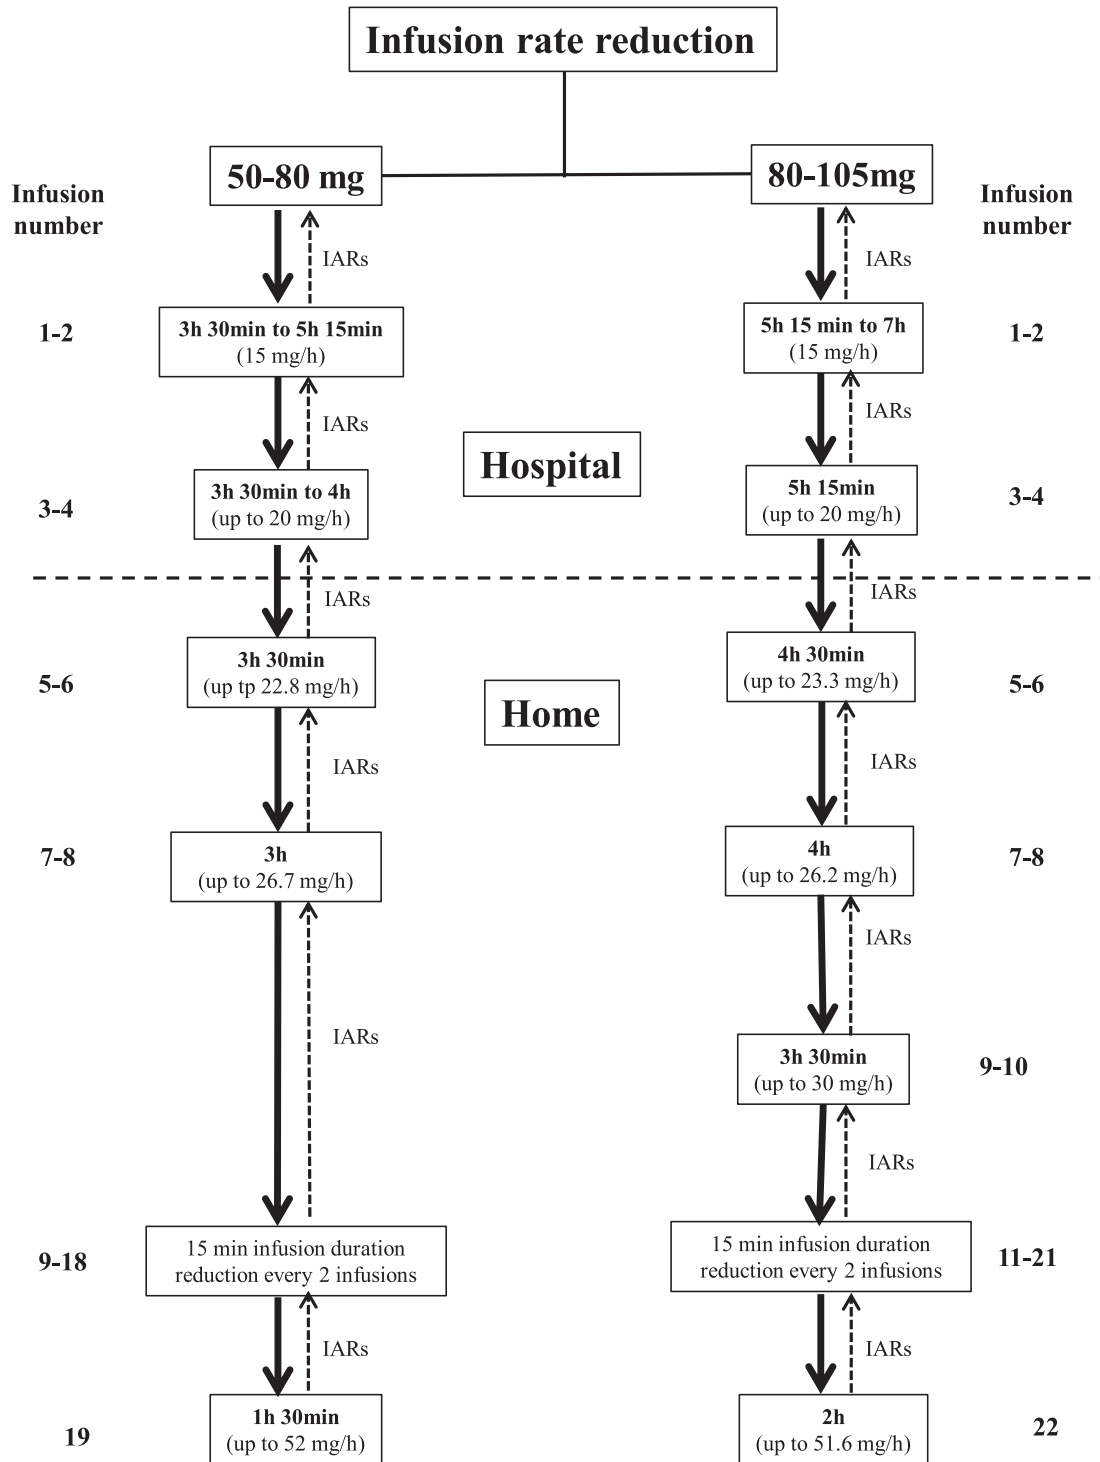 Infusion rate reduction
50-80 mg
80-105mg
Infusion
number
Infusion
number
IARs
IARs
1-2
3h 30min to 5h 15min
(15 mg/h)
5h 15 min to 7h
(15 mg/h)
1-2
IARs
IARs
Hospital
3-4
3h 30min to 4h
(up to 20 mg/h)
5h 15min
(up to 20 mg/h)
3-4
IARs
IARs
5-6
3h 30min
(up tp 22.8 mg/h)
4h 30min
(up to 23.3 mg/h)
5-6
Home
IARs
IARs
7-8
3h
(up to 26.7 mg/h)
4h
(up to 26.2 mg/h)
7-8
IARs
IARs
3h 30min
(up to 30 mg/h)
9-10
IARs
9-18
15 min infusion duration
reduction every 2 infusions
15 min infusion duration
reduction every 2 infusions
11-21
IARs
IARs
19
1h 30min
(up to 52 mg/h)
2h
(up to 51.6 mg/h)
22